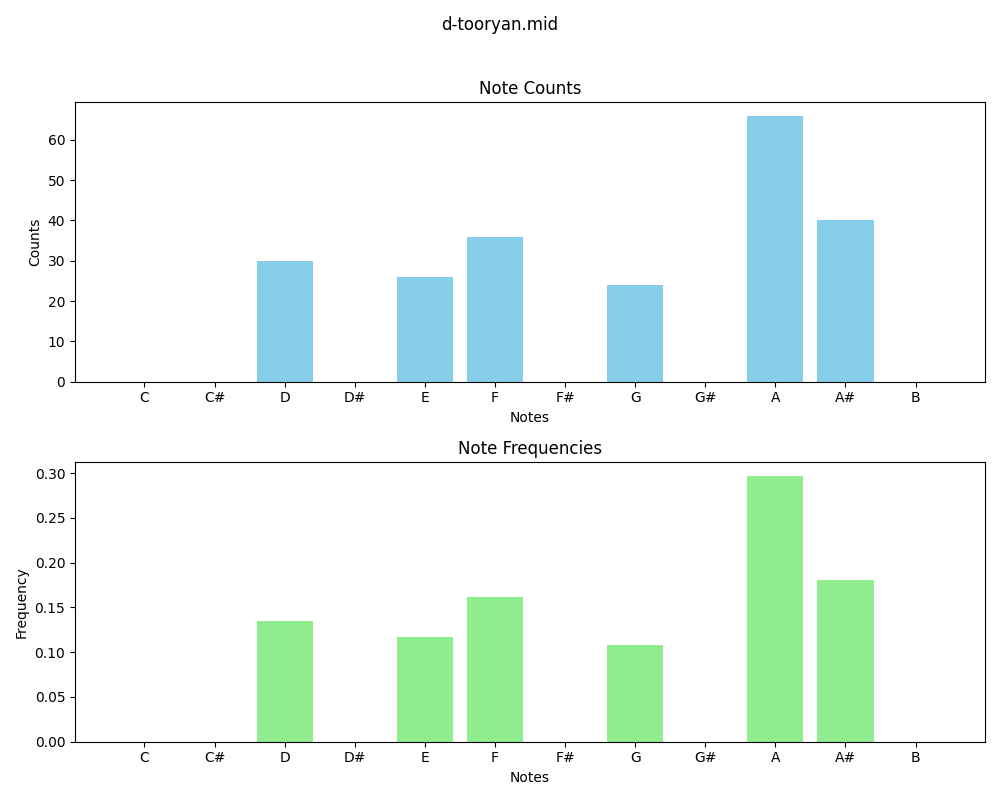 d-tooryan.mid
Note Counts
60
50
40
30
20
10
0
Counts
C C# D D# E F F# G G# A A# B
Notes
Note Frequencies
0.30
0.25
0.20
0.15
0.10
0.05
0.00
Frequency
C C# D D# E F F# G G# A A# B
Notes